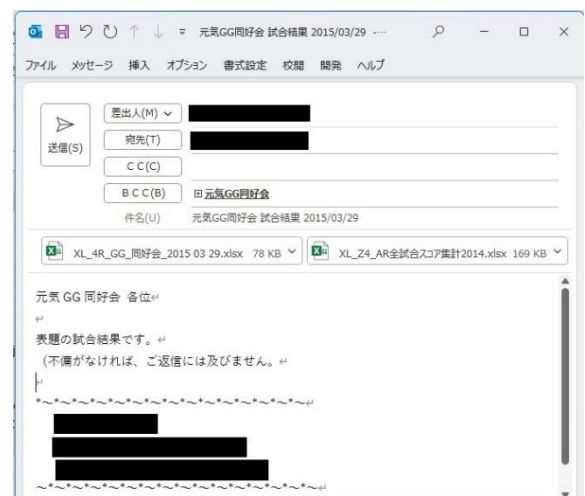 元気GG同好会 試合結果 2015/03/29 -…
ファイル メッセージ 挿入 オプション 書式設定 校閲 開発 ヘルプ
送信(S)
差出人(M)
宛先(T)
CC(C)
BCC(B) 元気GG同好会
件名(U) 元気GG同好会 試合結果 2015/03/29
XL_4R_GG_同好会_2015 03 29.xlsx 78 KB XL_Z4_AR全試合スコア集計2014.xlsx 169 KB
元気 GG 同好会 各位↵
↵
表題の試合結果です。↵
(不備がなければ、ご返信には及びません。↵
↵
*~*~*~*~*~*~*~*~*~*~*~*~*~*~↵
~*~*~*~*~*~*~*~*~*~*~*~*~*~*~↵